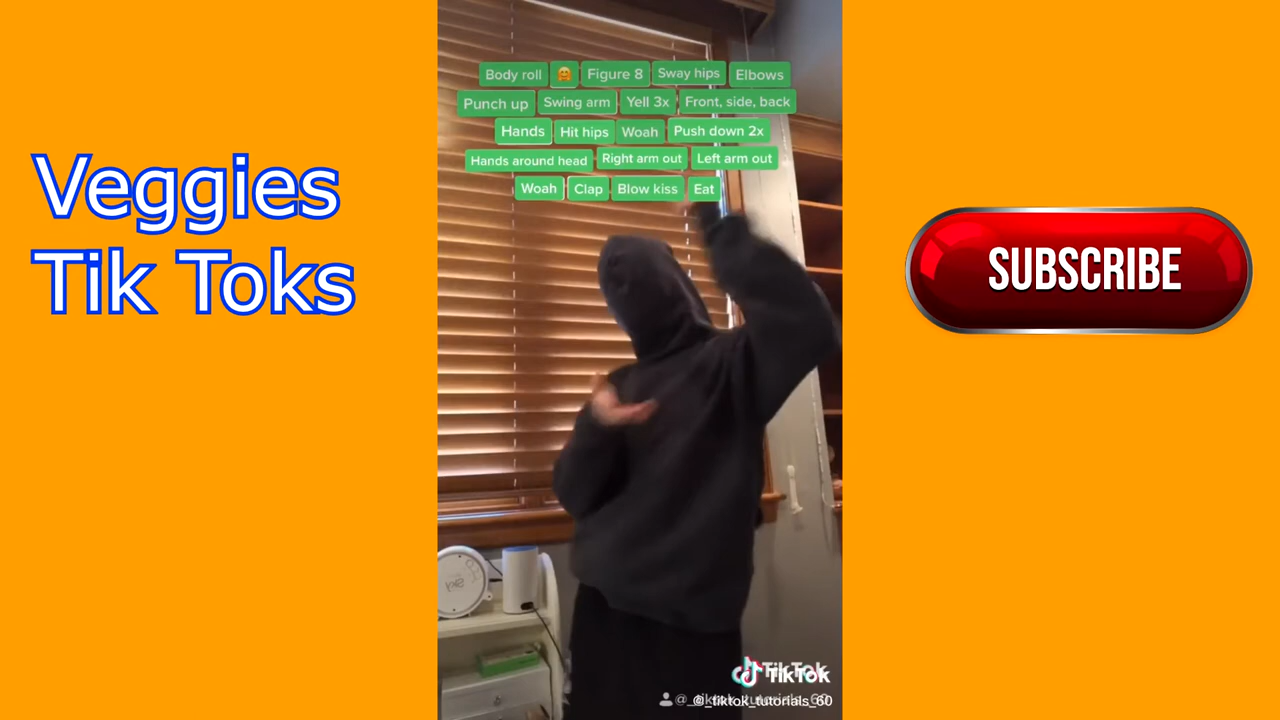 Veggies
Tik Toks
Body roll 🤗 Figure 8 Sway hips Elbows
Punch up Swing arm Yell 3x Front, side, back
Hands Hit hips Woah Push down 2x
Hands around head Right arm out Left arm out
Woah Clap Blow kiss Eat
SUBSCRIBE
TikTok
@_tiktok_tutorials_60